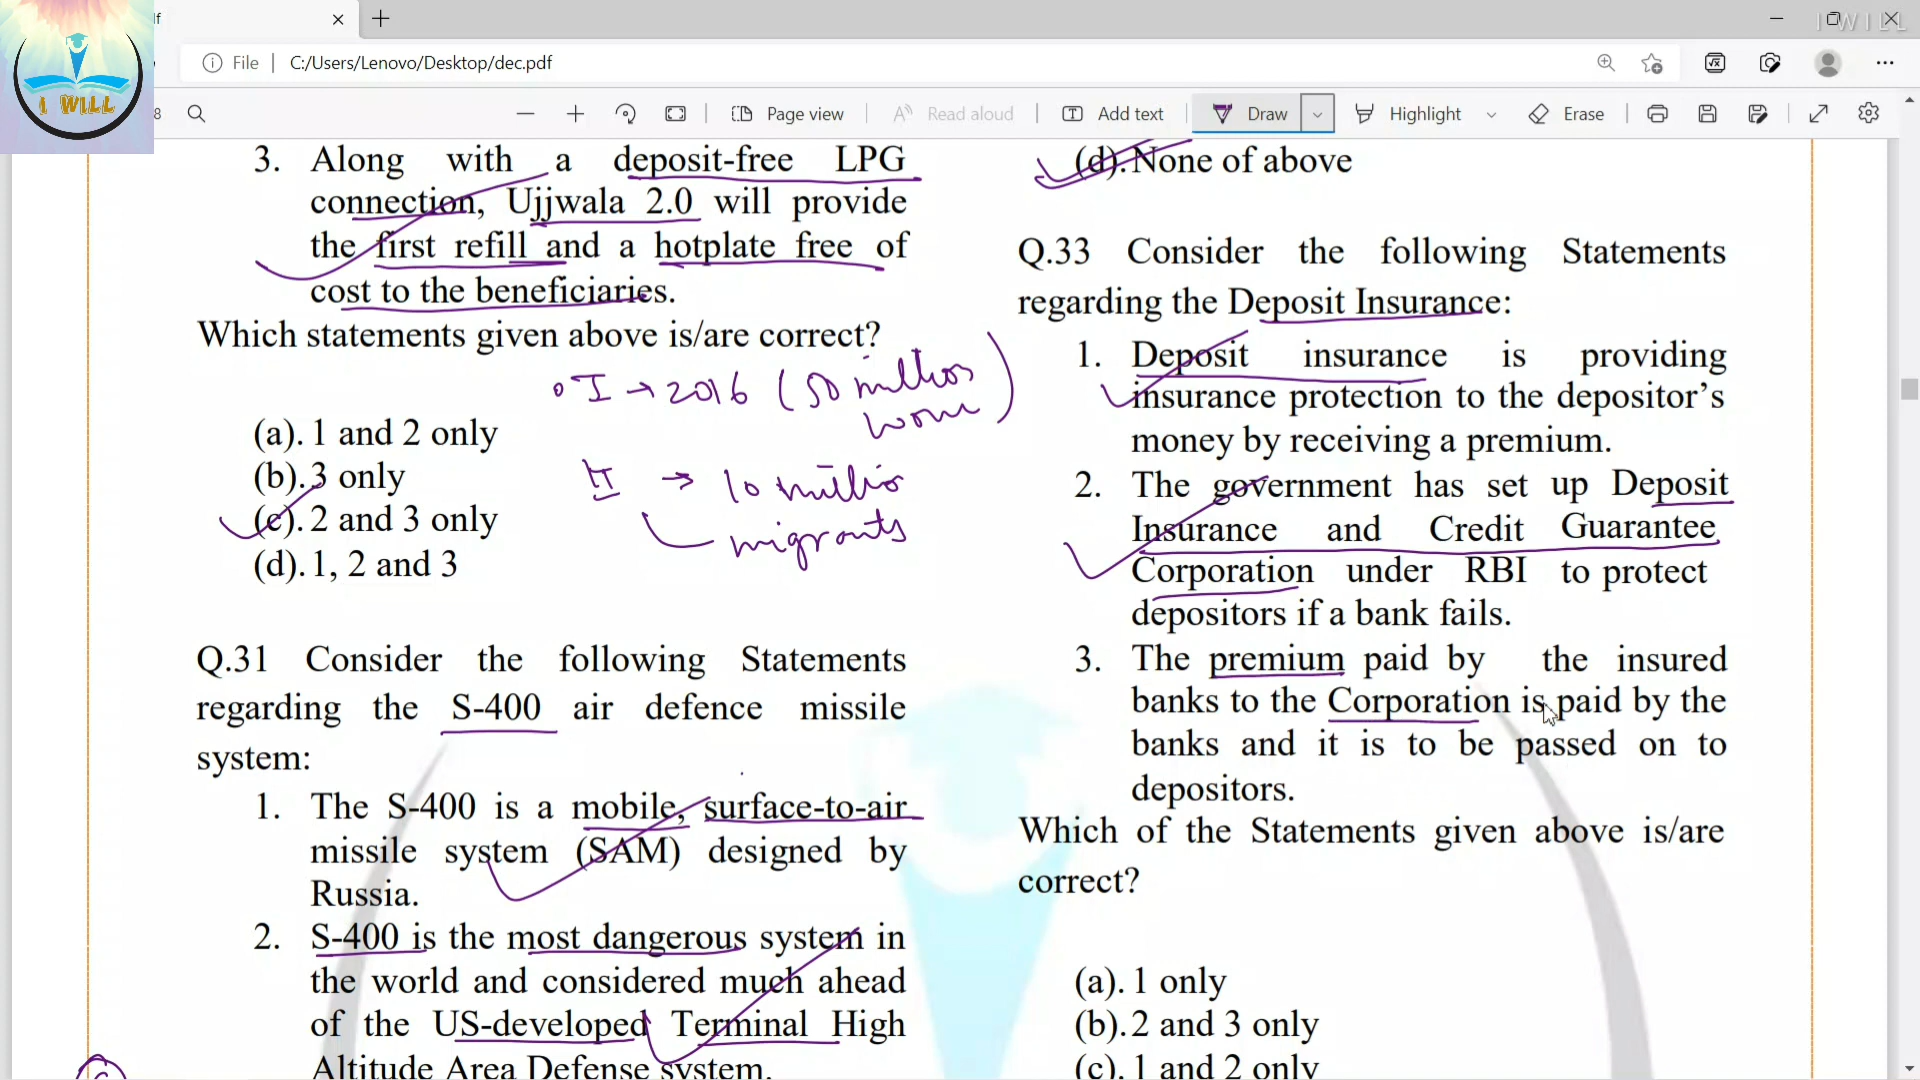 I WILL
df
I WILL
File
C:/Users/Lenovo/Desktop/dec.pdf
8
Page view
Read aloud
Add text
Draw
Highlight
Erase
3. Along with a deposit-free LPG
connection, Ujjwala 2.0 will provide
the first refill and a hotplate free of
cost to the beneficiaries.
Which statements given above is/are correct?
I → 2016 (50 million
(a). 1 and 2 only
(b). 3 only
(c). 2 and 3 only
(d). 1, 2 and 3
II → 10 millio
migrants
Q.31 Consider the following Statements
regarding the S-400 air defence missile
system:
1. The S-400 is a mobile, surface-to-air
missile system (SAM) designed by
Russia.
2. S-400 is the most dangerous system in
the world and considered much ahead
of the US-developed Terminal High
Altitude Area Defense system.
(d). None of above
Q.33 Consider the following Statements
regarding the Deposit Insurance:
1. Deposit insurance is providing
insurance protection to the depositor's
money by receiving a premium.
2. The government has set up Deposit
Insurance and Credit Guarantee
Corporation under RBI to protect
depositors if a bank fails.
3. The premium paid by the insured
banks to the Corporation is paid by the
banks and it is to be passed on to
depositors.
Which of the Statements given above is/are
correct?
(a). 1 only
(b). 2 and 3 only
(c). 1 and 2 only